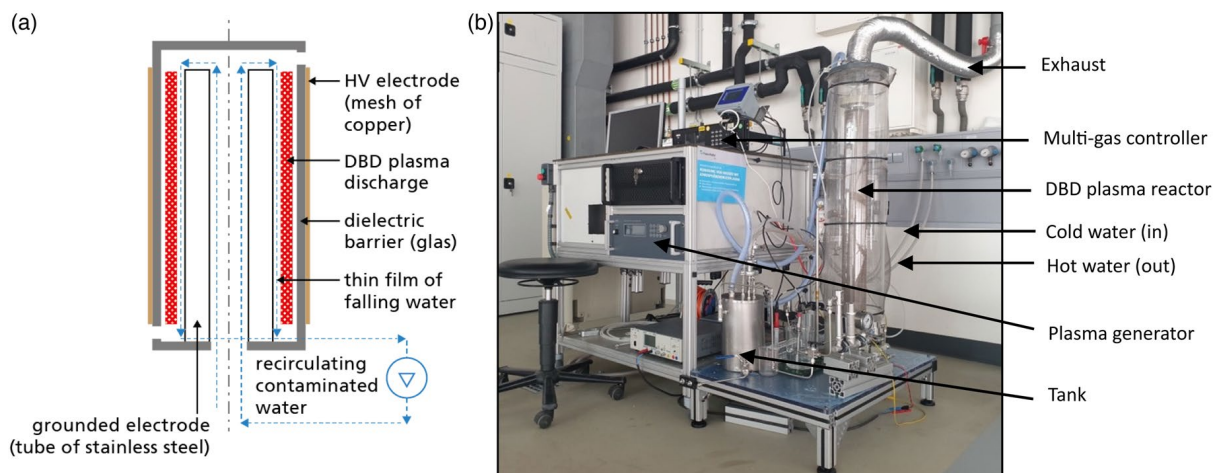 (a)
HV electrode
(mesh of
copper)
DBD plasma
discharge
dielectric
barrier (glas)
thin film of
falling water
recirculating
contaminated
water
grounded electrode
(tube of stainless steel)
(b)
Exhaust
Multi-gas controller
DBD plasma reactor
Cold water (in)
Hot water (out)
Plasma generator
Tank